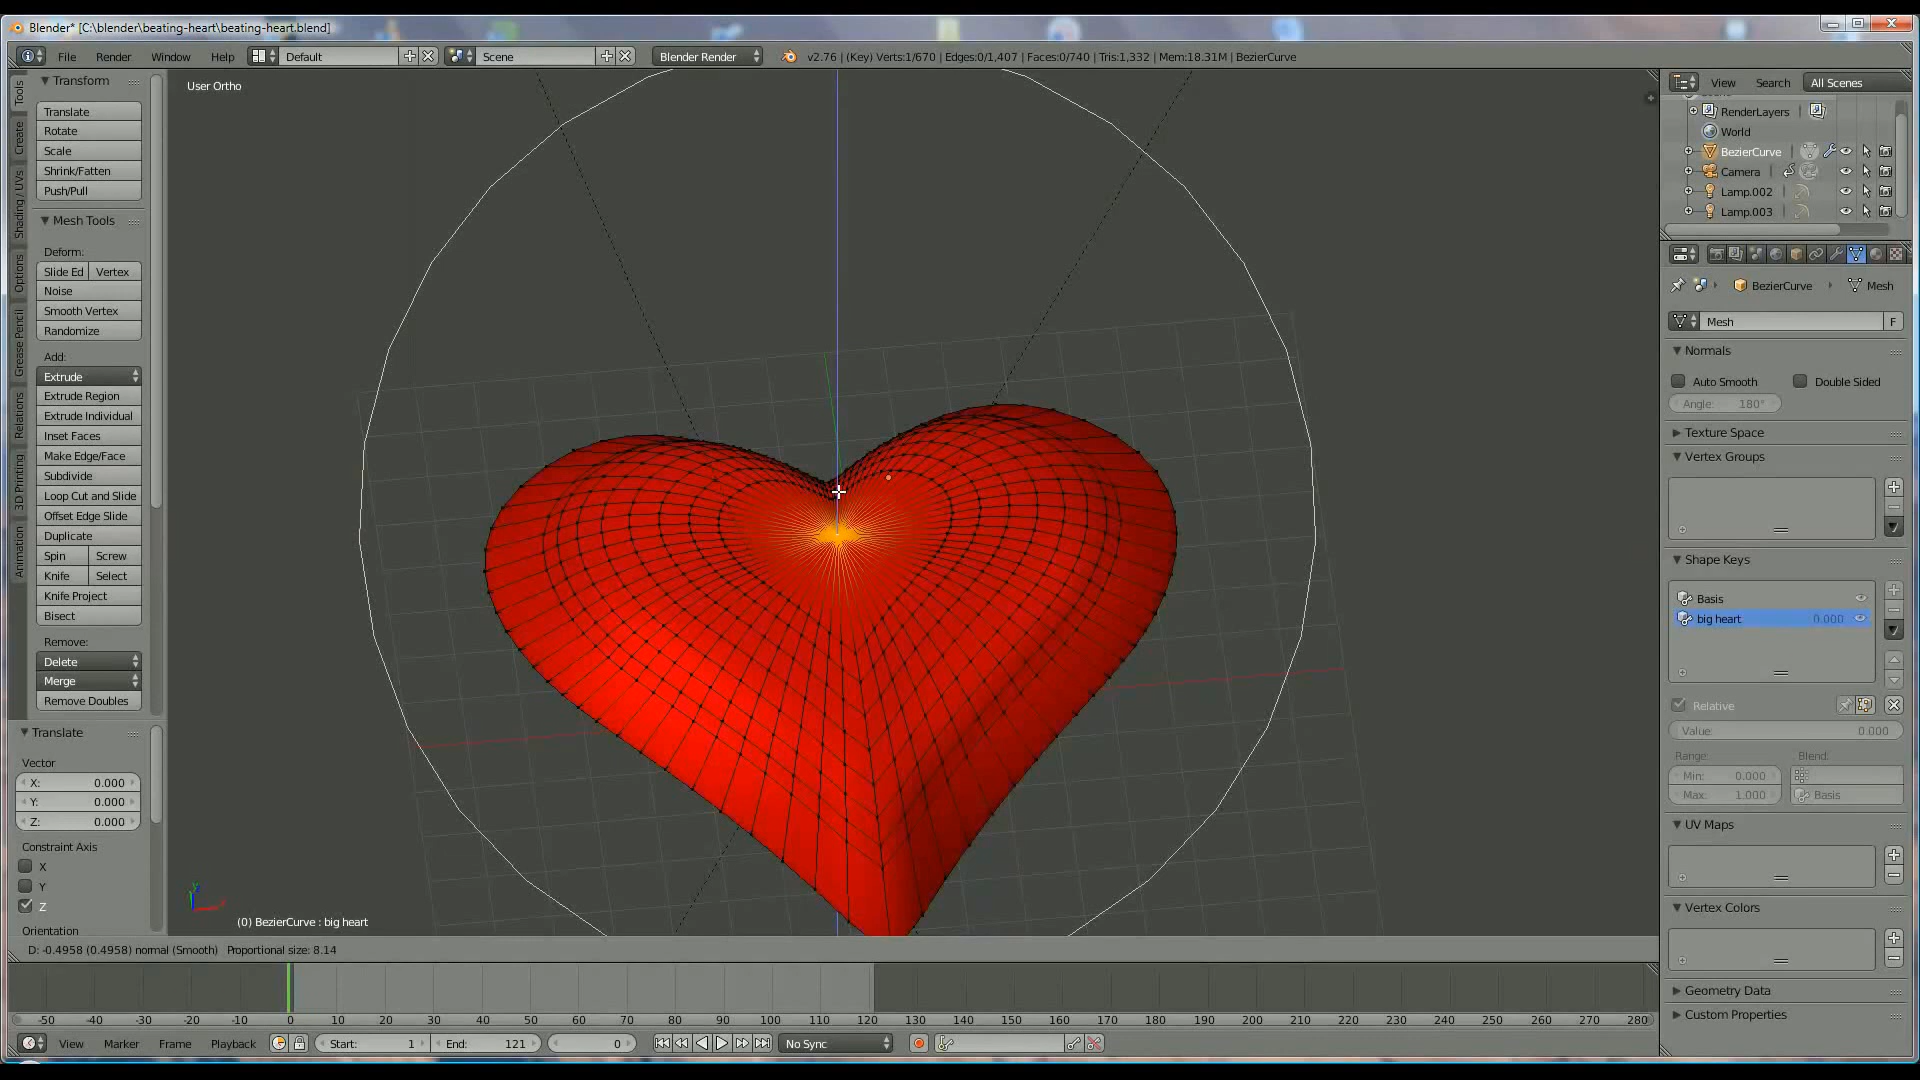 Blender* [C:\blender\beating-heart\beating-heart.blend]
File Render Window Help Default Scene Blender Render v2.76 | (Key) Verts:1/670 | Edges:0/1,407 | Faces:0/740 | Tris:1,332 | Mem:18.31M | BezierCurve
Tools
Create
Shading / UVs
Options
Grease Pencil
Relations
3D Printing
Animation
Transform
Translate
Rotate
Scale
Shrink/Fatten
Push/Pull
Mesh Tools
Deform:
Slide Ed Vertex
Noise
Smooth Vertex
Randomize
Add:
Extrude
Extrude Region
Extrude Individual
Inset Faces
Make Edge/Face
Subdivide
Loop Cut and Slide
Offset Edge Slide
Duplicate
Spin Screw
Knife Select
Knife Project
Bisect
Remove:
Delete
Merge
Remove Doubles
Translate
Vector
X: 0.000
Y: 0.000
Z: 0.000
Constraint Axis
X
Y
Z
Orientation
User Ortho
(0) BezierCurve : big heart
D: -0.4958 (0.4958) normal (Smooth) Proportional size: 8.14
-50 -40 -30 -20 -10 0 10 20 30 40 50 60 70 80 90 100 110 120 130 140 150 160 170 180 190 200 210 220 230 240 250 260 270 280
View Marker Frame Playback Start: 1 End: 121 0 No Sync
View Search All Scenes
RenderLayers
World
BezierCurve
Camera
Lamp.002
Lamp.003
BezierCurve Mesh
Mesh F
Normals
Auto Smooth Double Sided
Angle: 180°
Texture Space
Vertex Groups
Shape Keys
Basis
big heart 0.000
Relative
Value: 0.000
Range: Blend:
Min: 0.000
Max: 1.000 Basis
UV Maps
Vertex Colors
Geometry Data
Custom Properties